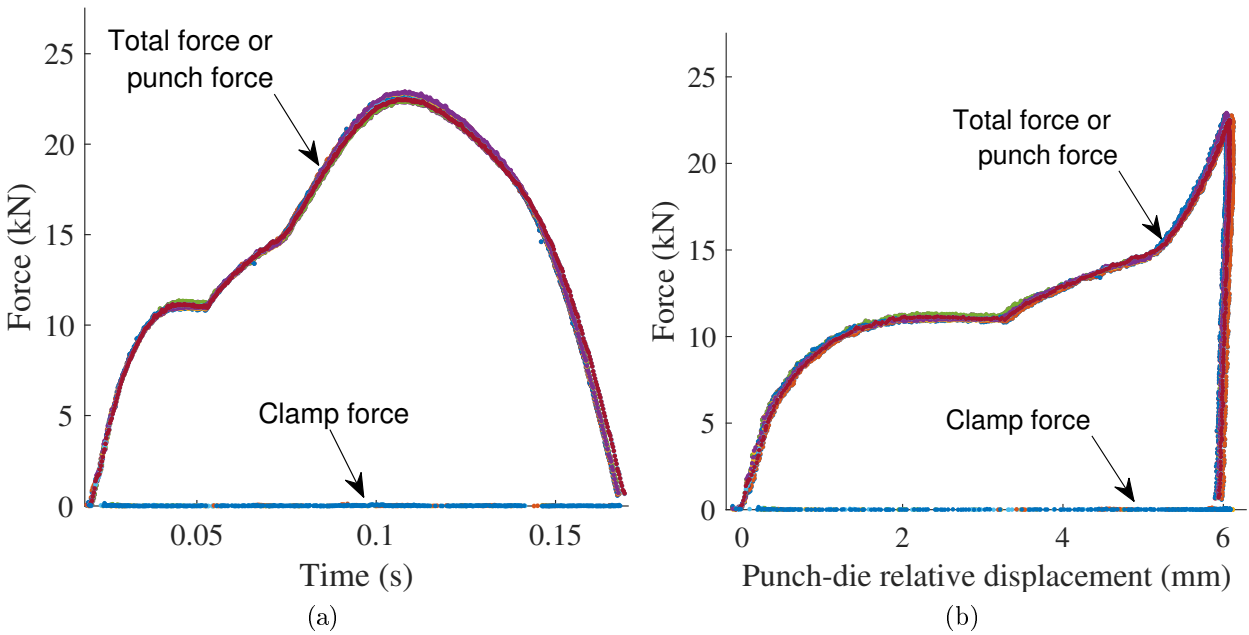 Total force or
punch force
Clamp force
Force (kN)
25
20
15
10
5
0
0.05
0.1
0.15
Time (s)
(a)
Total force or
punch force
Clamp force
Force (kN)
25
20
15
10
5
0
0
2
4
6
Punch-die relative displacement (mm)
(b)